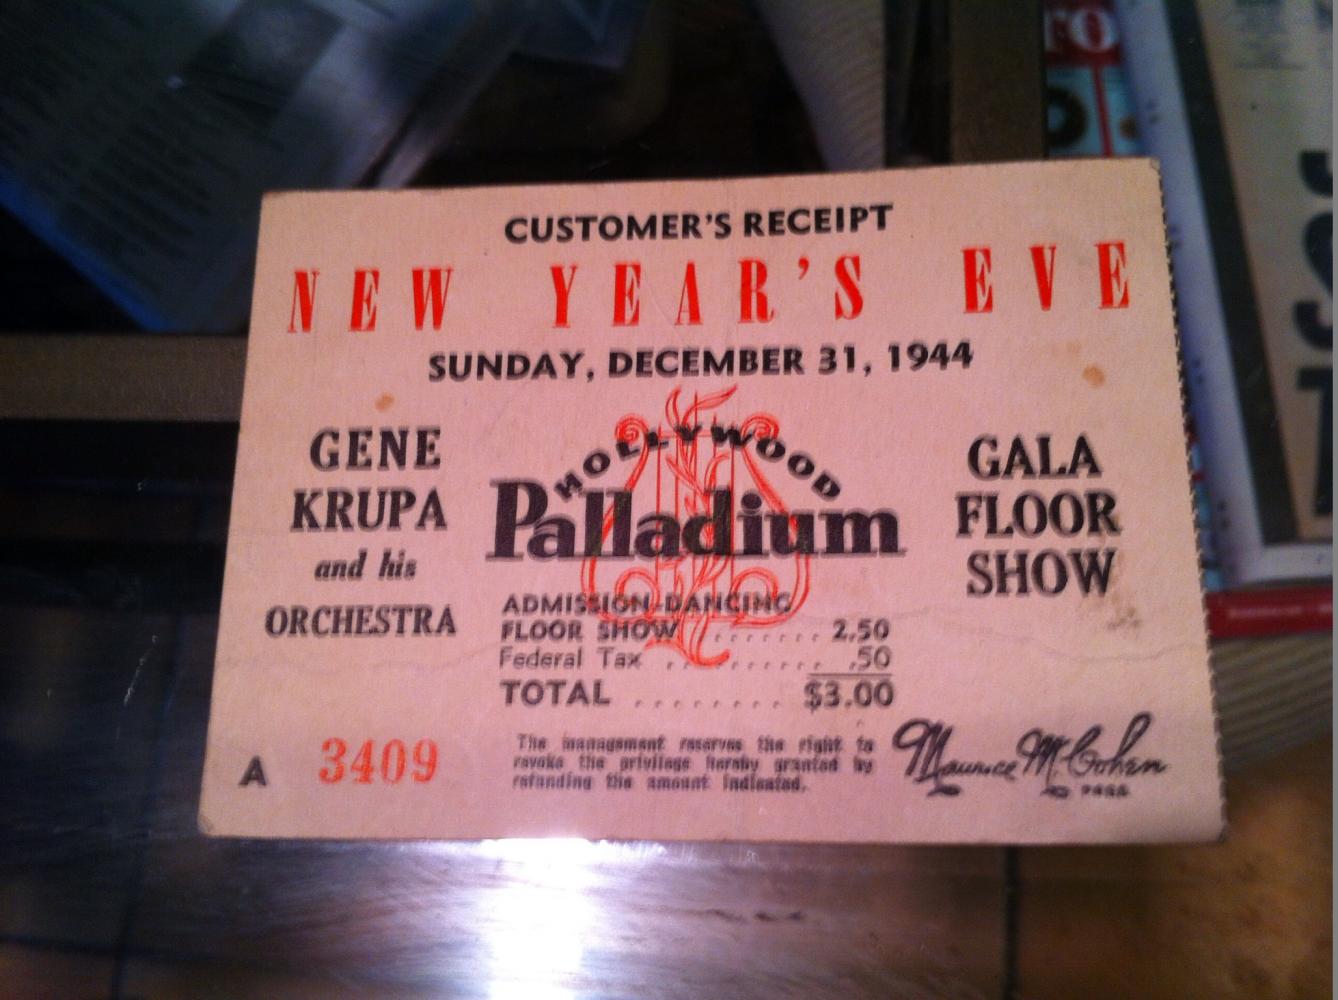 CUSTOMER'S RECEIPT
NEW YEAR'S EVE
SUNDAY, DECEMBER 31, 1944
GENE
KRUPA
and his
ORCHESTRA
HOLLYWOOD
Palladium
GALA
FLOOR
SHOW
ADMISSION-DANCING
FLOOR SHOW ........ 2.50
Federal Tax ........... .50
TOTAL ........ $3.00
A 3409
The management reserves the right to
revoke the privilege hereby granted by
refunding the amount indicated.
Maurice M. Cohen
PRES.
FO